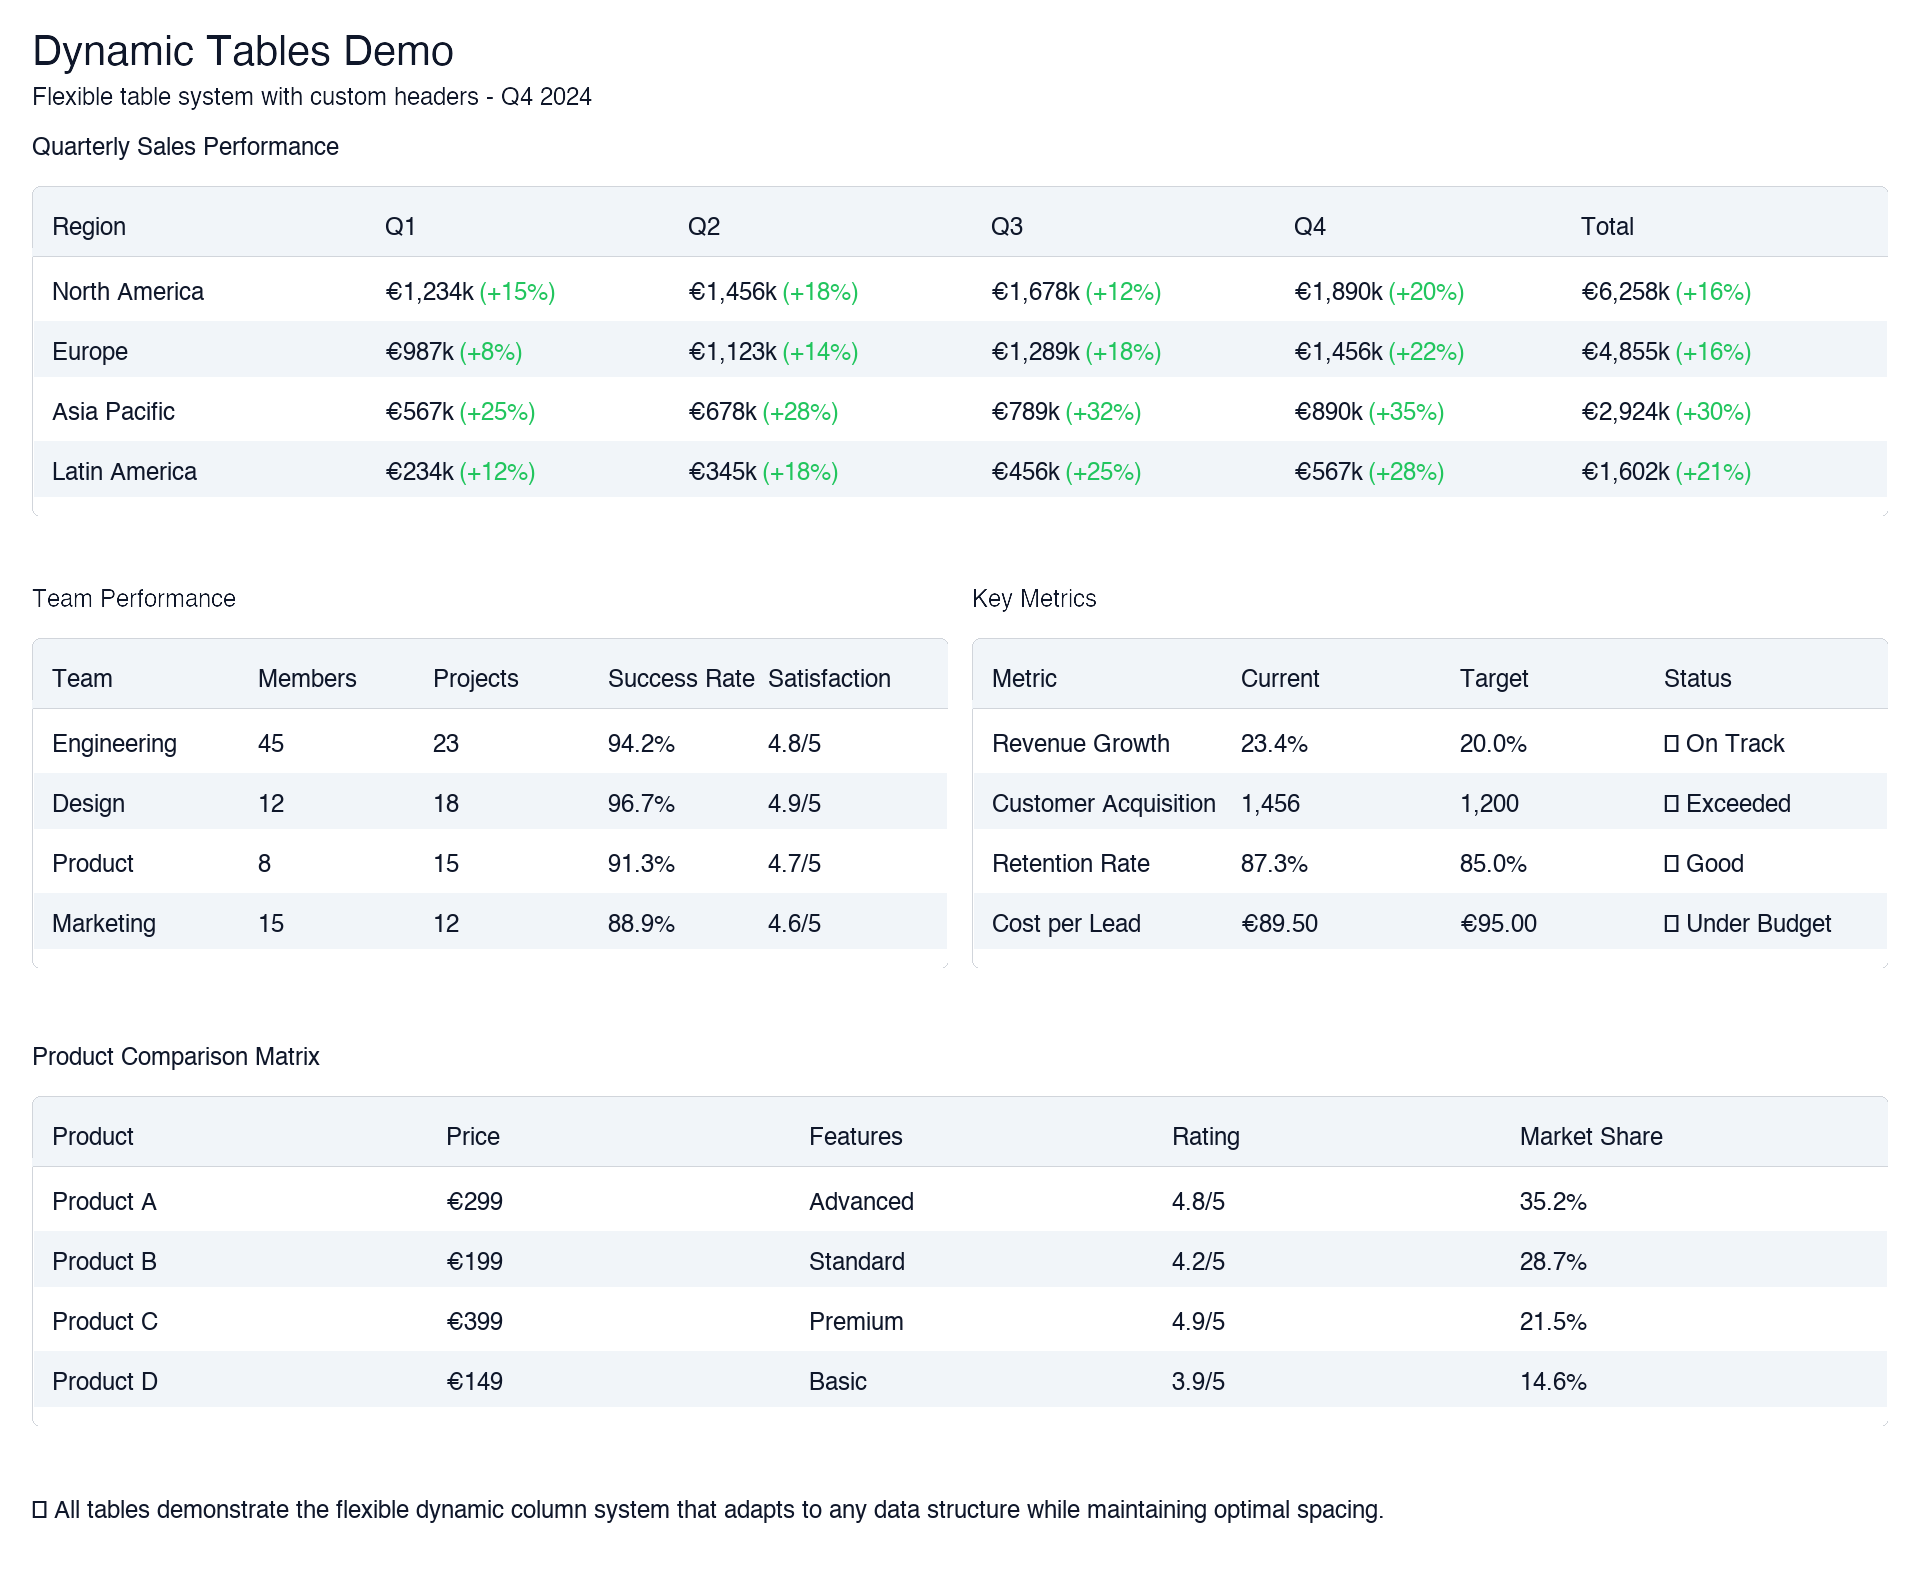 Dynamic Tables Demo
Flexible table system with custom headers - Q4 2024
Quarterly Sales Performance
Region Q1 Q2 Q3 Q4 Total
North America €1,234k (+15%) €1,456k (+18%) €1,678k (+12%) €1,890k (+20%) €6,258k (+16%)
Europe €987k (+8%) €1,123k (+14%) €1,289k (+18%) €1,456k (+22%) €4,855k (+16%)
Asia Pacific €567k (+25%) €678k (+28%) €789k (+32%) €890k (+35%) €2,924k (+30%)
Latin America €234k (+12%) €345k (+18%) €456k (+25%) €567k (+28%) €1,602k (+21%)
Team Performance
Team Members Projects Success Rate Satisfaction
Engineering 45 23 94.2% 4.8/5
Design 12 18 96.7% 4.9/5
Product 8 15 91.3% 4.7/5
Marketing 15 12 88.9% 4.6/5
Key Metrics
Metric Current Target Status
Revenue Growth 23.4% 20.0% On Track
Customer Acquisition 1,456 1,200 Exceeded
Retention Rate 87.3% 85.0% Good
Cost per Lead €89.50 €95.00 Under Budget
Product Comparison Matrix
Product Price Features Rating Market Share
Product A €299 Advanced 4.8/5 35.2%
Product B €199 Standard 4.2/5 28.7%
Product C €399 Premium 4.9/5 21.5%
Product D €149 Basic 3.9/5 14.6%
All tables demonstrate the flexible dynamic column system that adapts to any data structure while maintaining optimal spacing.